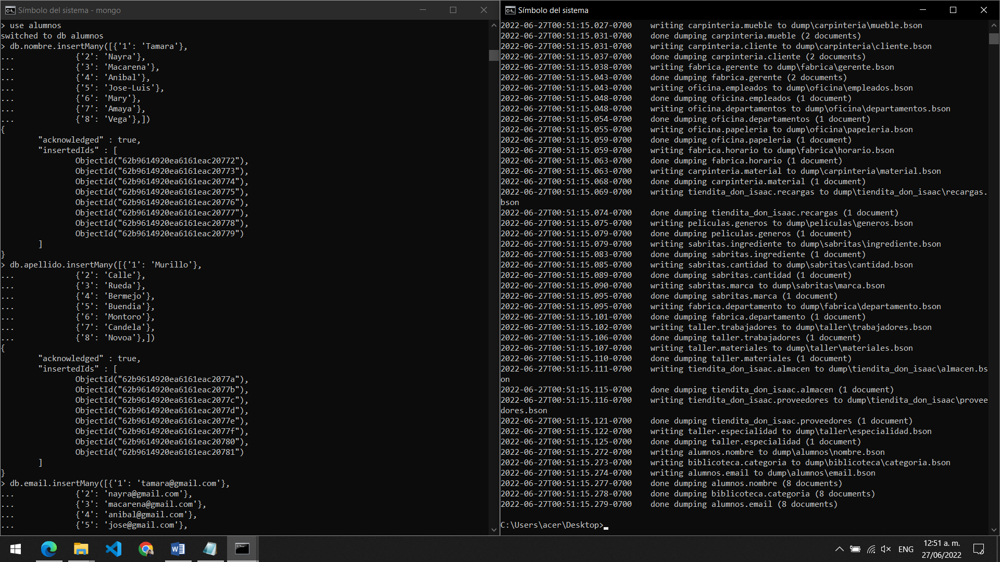 Símbolo del sistema - mongo
> use alumnos
switched to db alumnos
> db.nombre.insertMany([{'1': 'Tamara'},
... {'2': 'Nayra'},
... {'3': 'Macarena'},
... {'4': 'Anibal'},
... {'5': 'Jose-Luis'},
... {'6': 'Mary'},
... {'7': 'Amaya'},
... {'8': 'Vega'},])
{
"acknowledged" : true,
"insertedIds" : [
ObjectId("62b9614920ea6161eac20772"),
ObjectId("62b9614920ea6161eac20773"),
ObjectId("62b9614920ea6161eac20774"),
ObjectId("62b9614920ea6161eac20775"),
ObjectId("62b9614920ea6161eac20776"),
ObjectId("62b9614920ea6161eac20777"),
ObjectId("62b9614920ea6161eac20778"),
ObjectId("62b9614920ea6161eac20779")
]
}
> db.apellido.insertMany([{'1': 'Murillo'},
... {'2': 'Calle'},
... {'3': 'Rueda'},
... {'4': 'Bermejo'},
... {'5': 'Buendia'},
... {'6': 'Montoro'},
... {'7': 'Candela'},
... {'8': 'Novoa'},])
{
"acknowledged" : true,
"insertedIds" : [
ObjectId("62b9614920ea6161eac2077a"),
ObjectId("62b9614920ea6161eac2077b"),
ObjectId("62b9614920ea6161eac2077c"),
ObjectId("62b9614920ea6161eac2077d"),
ObjectId("62b9614920ea6161eac2077e"),
ObjectId("62b9614920ea6161eac2077f"),
ObjectId("62b9614920ea6161eac20780"),
ObjectId("62b9614920ea6161eac20781")
]
}
> db.email.insertMany([{'1': 'tamara@gmail.com'},
... {'2': 'nayra@gmail.com'},
... {'3': 'macarena@gmail.com'},
... {'4': 'anibal@gmail.com'},
... {'5': 'jose@gmail.com'},
Símbolo del sistema
2022-06-27T00:51:15.027-0700 writing carpinteria.mueble to dump\carpinteria\mueble.bson
2022-06-27T00:51:15.031-0700 done dumping carpinteria.mueble (2 documents)
2022-06-27T00:51:15.031-0700 writing carpinteria.cliente to dump\carpinteria\cliente.bson
2022-06-27T00:51:15.037-0700 done dumping carpinteria.cliente (2 documents)
2022-06-27T00:51:15.038-0700 writing fabrica.gerente to dump\fabrica\gerente.bson
2022-06-27T00:51:15.043-0700 done dumping fabrica.gerente (2 documents)
2022-06-27T00:51:15.043-0700 writing oficina.empleados to dump\oficina\empleados.bson
2022-06-27T00:51:15.048-0700 done dumping oficina.empleados (1 document)
2022-06-27T00:51:15.048-0700 writing oficina.departamentos to dump\oficina\departamentos.bson
2022-06-27T00:51:15.054-0700 done dumping oficina.departamentos (1 document)
2022-06-27T00:51:15.055-0700 writing oficina.papeleria to dump\oficina\papeleria.bson
2022-06-27T00:51:15.059-0700 done dumping oficina.papeleria (1 document)
2022-06-27T00:51:15.059-0700 writing fabrica.horario to dump\fabrica\horario.bson
2022-06-27T00:51:15.063-0700 done dumping fabrica.horario (1 document)
2022-06-27T00:51:15.063-0700 writing carpinteria.material to dump\carpinteria\material.bson
2022-06-27T00:51:15.068-0700 done dumping carpinteria.material (1 document)
2022-06-27T00:51:15.069-0700 writing tiendita_don_isaac.recargas to dump\tiendita_don_isaac\recargas.
bson
2022-06-27T00:51:15.074-0700 done dumping tiendita_don_isaac.recargas (1 document)
2022-06-27T00:51:15.075-0700 writing peliculas.generos to dump\peliculas\generos.bson
2022-06-27T00:51:15.079-0700 done dumping peliculas.generos (1 document)
2022-06-27T00:51:15.079-0700 writing sabritas.ingrediente to dump\sabritas\ingrediente.bson
2022-06-27T00:51:15.083-0700 done dumping sabritas.ingrediente (1 document)
2022-06-27T00:51:15.085-0700 writing sabritas.cantidad to dump\sabritas\cantidad.bson
2022-06-27T00:51:15.089-0700 done dumping sabritas.cantidad (1 document)
2022-06-27T00:51:15.090-0700 writing sabritas.marca to dump\sabritas\marca.bson
2022-06-27T00:51:15.095-0700 done dumping sabritas.marca (1 document)
2022-06-27T00:51:15.095-0700 writing fabrica.departamento to dump\fabrica\departamento.bson
2022-06-27T00:51:15.101-0700 done dumping fabrica.departamento (1 document)
2022-06-27T00:51:15.102-0700 writing taller.trabajadores to dump\taller\trabajadores.bson
2022-06-27T00:51:15.106-0700 done dumping taller.trabajadores (1 document)
2022-06-27T00:51:15.107-0700 writing taller.materiales to dump\taller\materiales.bson
2022-06-27T00:51:15.110-0700 done dumping taller.materiales (1 document)
2022-06-27T00:51:15.111-0700 writing tiendita_don_isaac.almacen to dump\tiendita_don_isaac\almacen.bs
on
2022-06-27T00:51:15.115-0700 done dumping tiendita_don_isaac.almacen (1 document)
2022-06-27T00:51:15.116-0700 writing tiendita_don_isaac.proveedores to dump\tiendita_don_isaac\provee
dores.bson
2022-06-27T00:51:15.121-0700 done dumping tiendita_don_isaac.proveedores (1 document)
2022-06-27T00:51:15.122-0700 writing taller.especialidad to dump\taller\especialidad.bson
2022-06-27T00:51:15.125-0700 done dumping taller.especialidad (1 document)
2022-06-27T00:51:15.272-0700 writing alumnos.nombre to dump\alumnos\nombre.bson
2022-06-27T00:51:15.273-0700 writing biblicoteca.categoria to dump\biblicoteca\categoria.bson
2022-06-27T00:51:15.274-0700 writing alumnos.email to dump\alumnos\email.bson
2022-06-27T00:51:15.277-0700 done dumping alumnos.nombre (8 documents)
2022-06-27T00:51:15.278-0700 done dumping biblicoteca.categoria (8 documents)
2022-06-27T00:51:15.279-0700 done dumping alumnos.email (8 documents)
C:\Users\acer\Desktop>
ENG
12:51 a. m.
27/06/2022